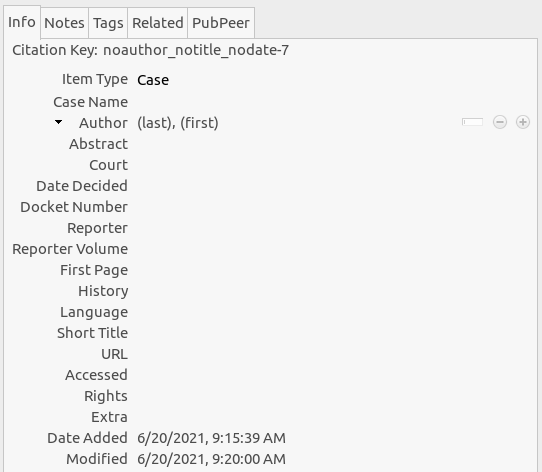 Info Notes Tags Related PubPeer
Citation Key: noauthor_notitle_nodate-7
Item Type Case
Case Name
Author (last), (first)
Abstract
Court
Date Decided
Docket Number
Reporter
Reporter Volume
First Page
History
Language
Short Title
URL
Accessed
Rights
Extra
Date Added 6/20/2021, 9:15:39 AM
Modified 6/20/2021, 9:20:00 AM